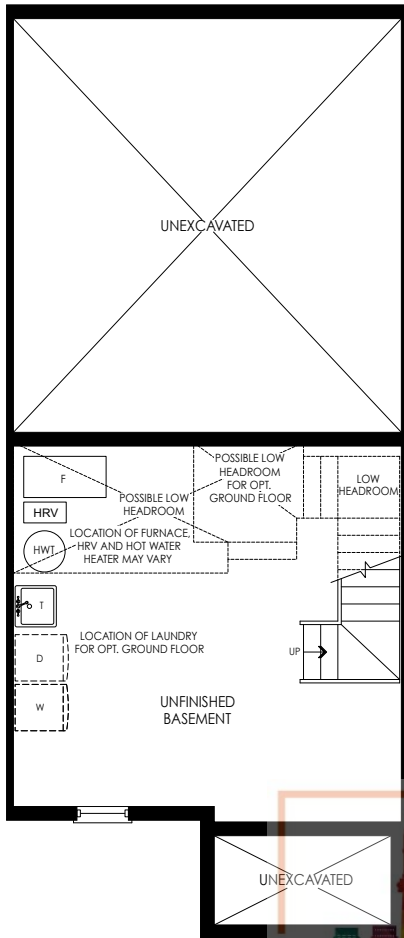 UNEXCAVATED
F
POSSIBLE LOW
HEADROOM
FOR OPT.
GROUND FLOOR
LOW
HEADROOM
POSSIBLE LOW
HEADROOM
HRV
LOCATION OF FURNACE,
HRV AND HOT WATER
HEATER MAY VARY
HWT
T
LOCATION OF LAUNDRY
FOR OPT. GROUND FLOOR
D
UP
W
UNFINISHED
BASEMENT
UNEXCAVATED